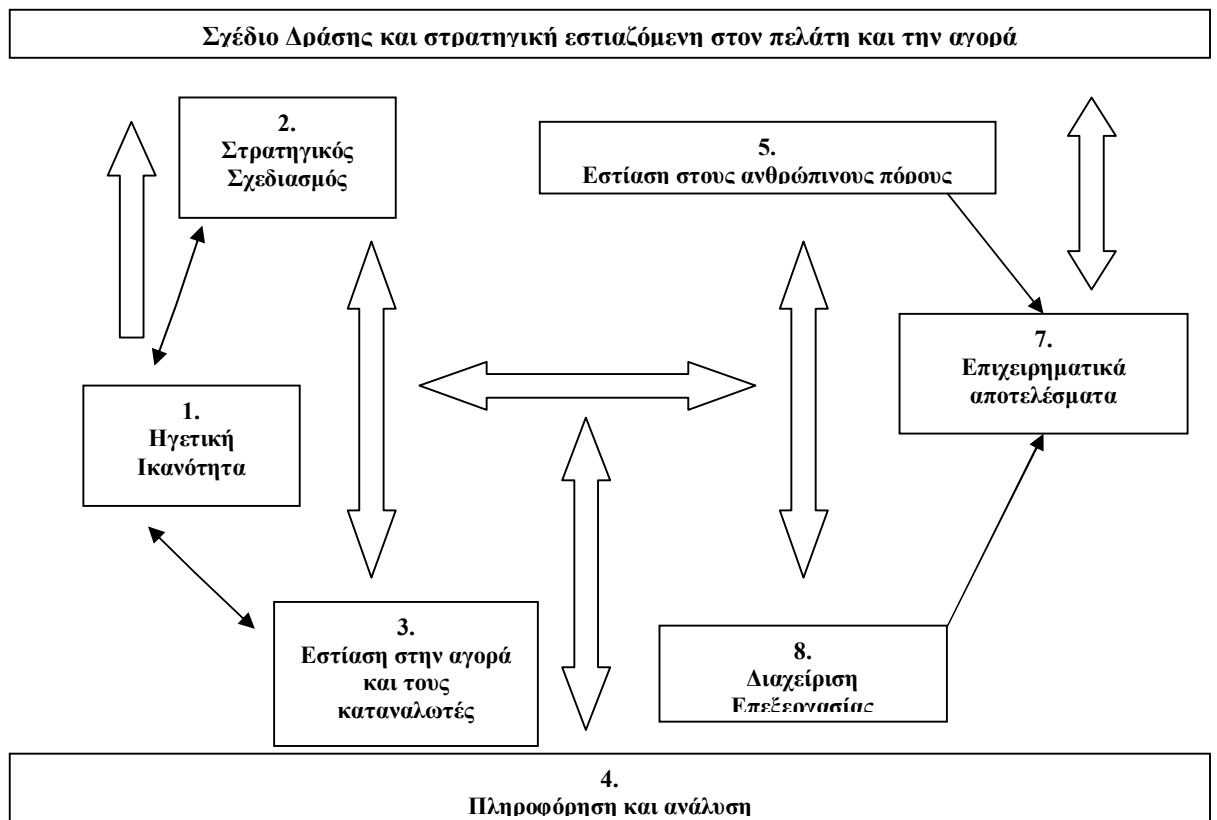 Σχέδιο Δράσης και στρατηγική εστιαζόμενη στον πελάτη και την αγορά
2.
Στρατηγικός
Σχεδιασμός
5.
Εστίαση στους ανθρώπινους πόρους
7.
Επιχειρηματικά
αποτελέσματα
1.
Ηγετική
Ικανότητα
3.
Εστίαση στην αγορά
και τους
καταναλωτές
8.
Διαχείριση
Επεξεργασίας
4.
Πληροφόρηση και ανάλυση